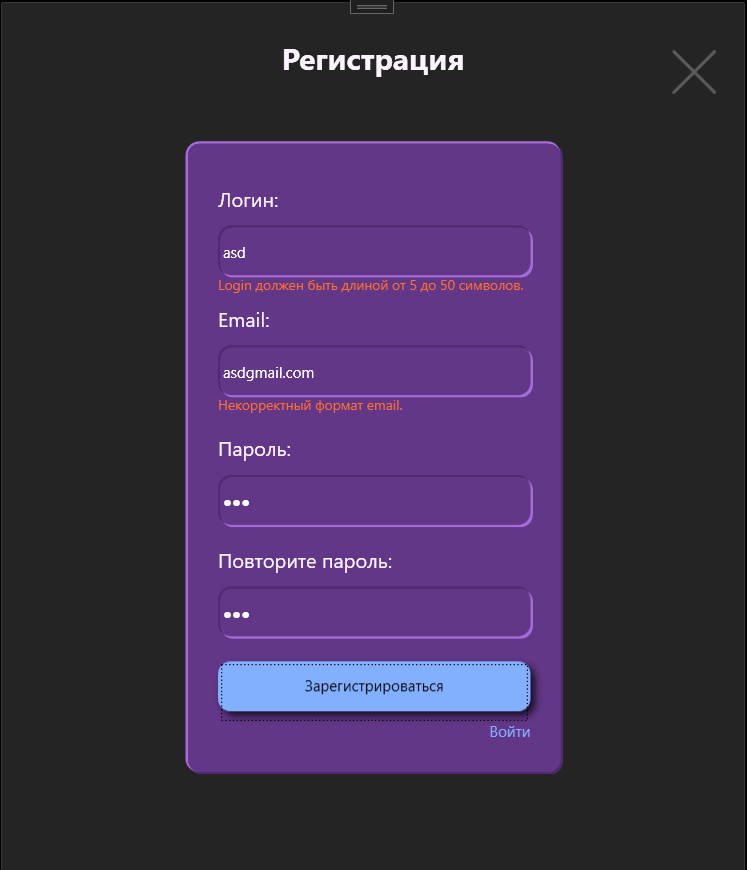 Регистрация
Логин:
asd
Login должен быть длиной от 5 до 50 символов.
Email:
asdgmail.com
Некорректный формат email.
Пароль:
•••
Повторите пароль:
•••
Зарегистрироваться
Войти